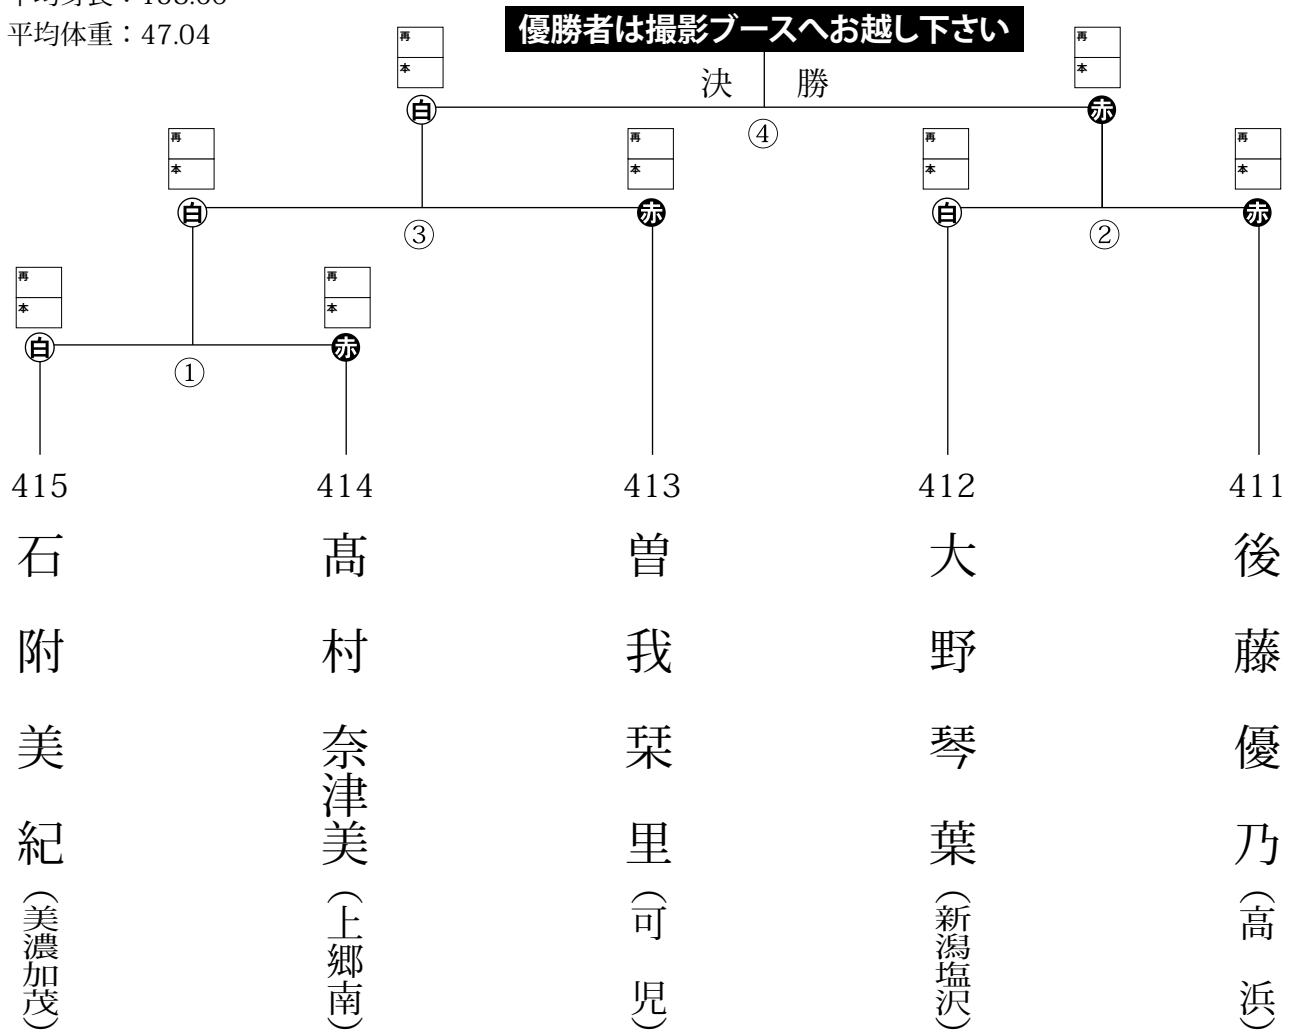 平均体重：47.04
優勝者は撮影ブースへお越し下さい
決 勝
④
再
本
白
再
本
赤
再
本
白
再
本
赤
③
再
本
白
再
本
赤
②
再
本
白
再
本
赤
①
411
後藤優乃（高浜）
412
大野琴葉（新潟塩沢）
413
曽我栞里（可児）
414
髙村奈津美（上郷南）
415
石附美紀（美濃加茂）